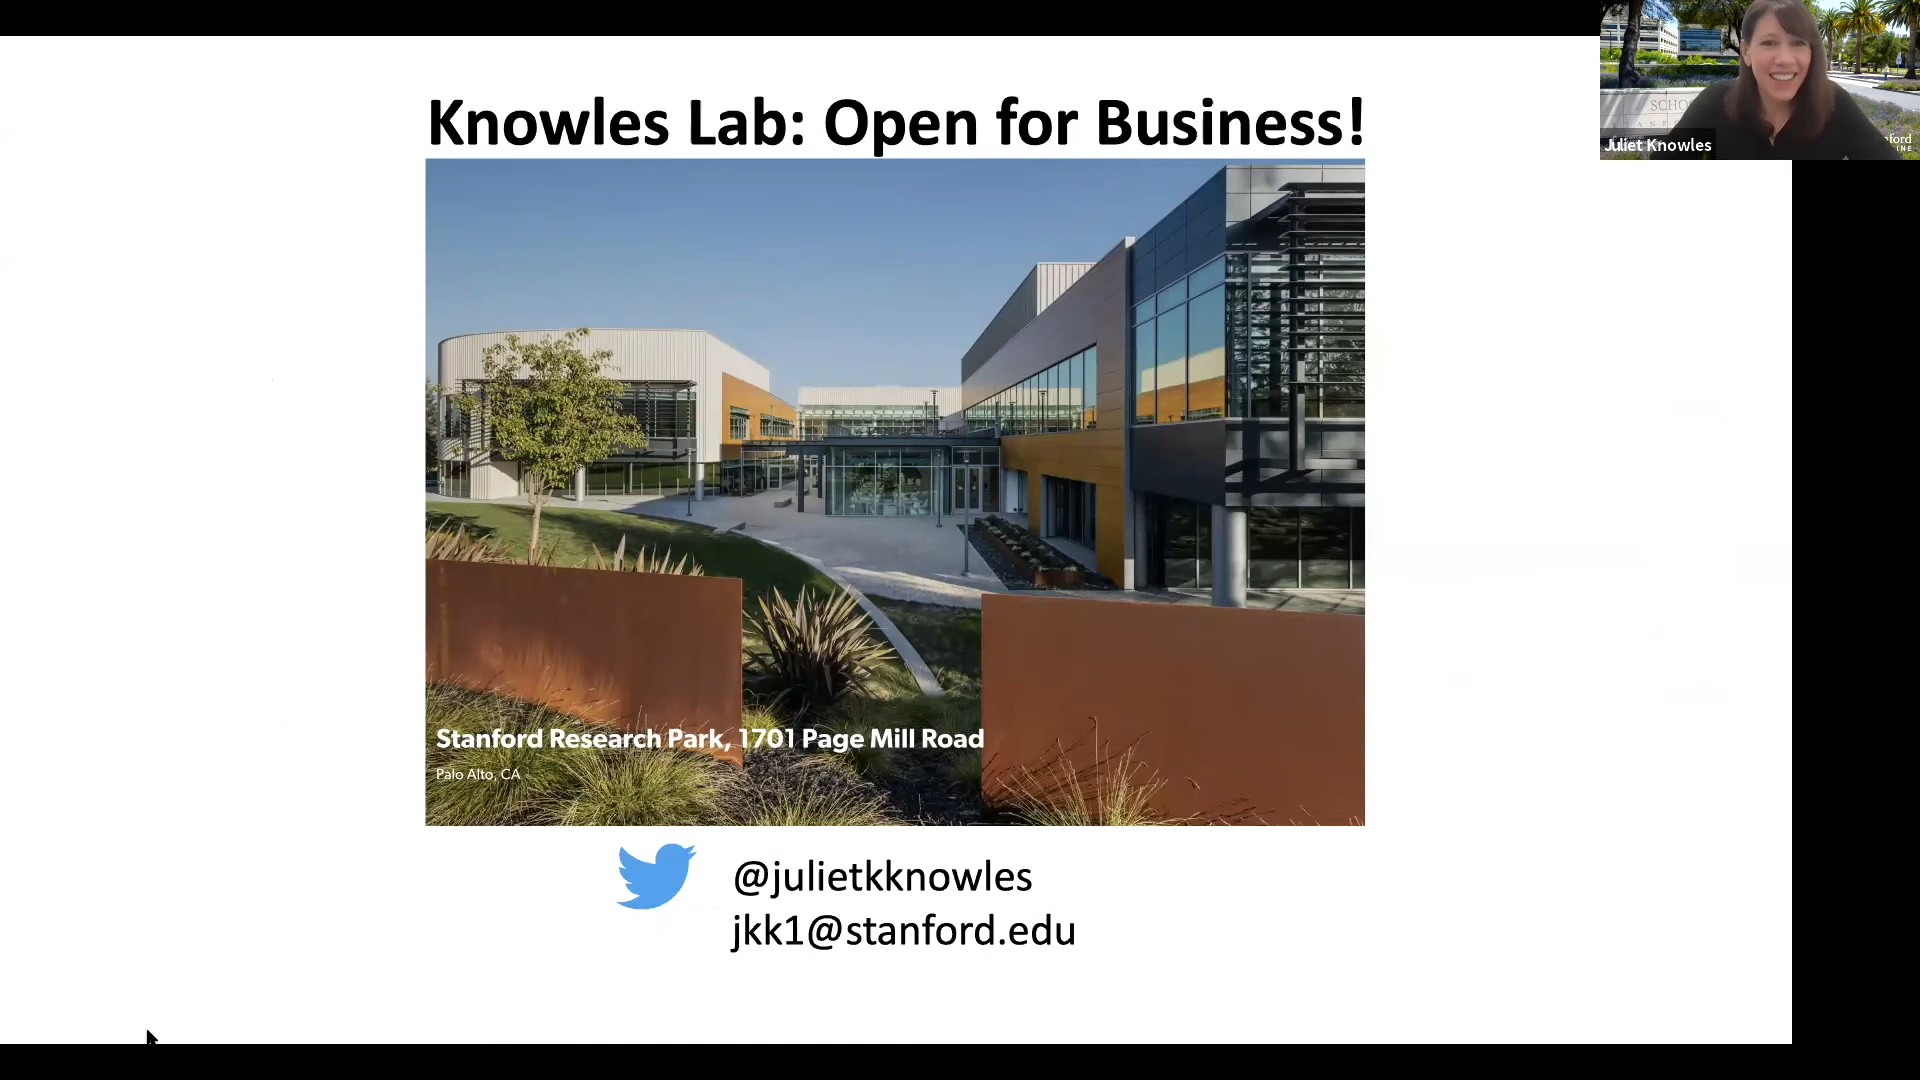 Knowles Lab: Open for Business!
Stanford Research Park, 1701 Page Mill Road
Palo Alto, CA
@julietkknowles
jkk1@stanford.edu
Juliet Knowles